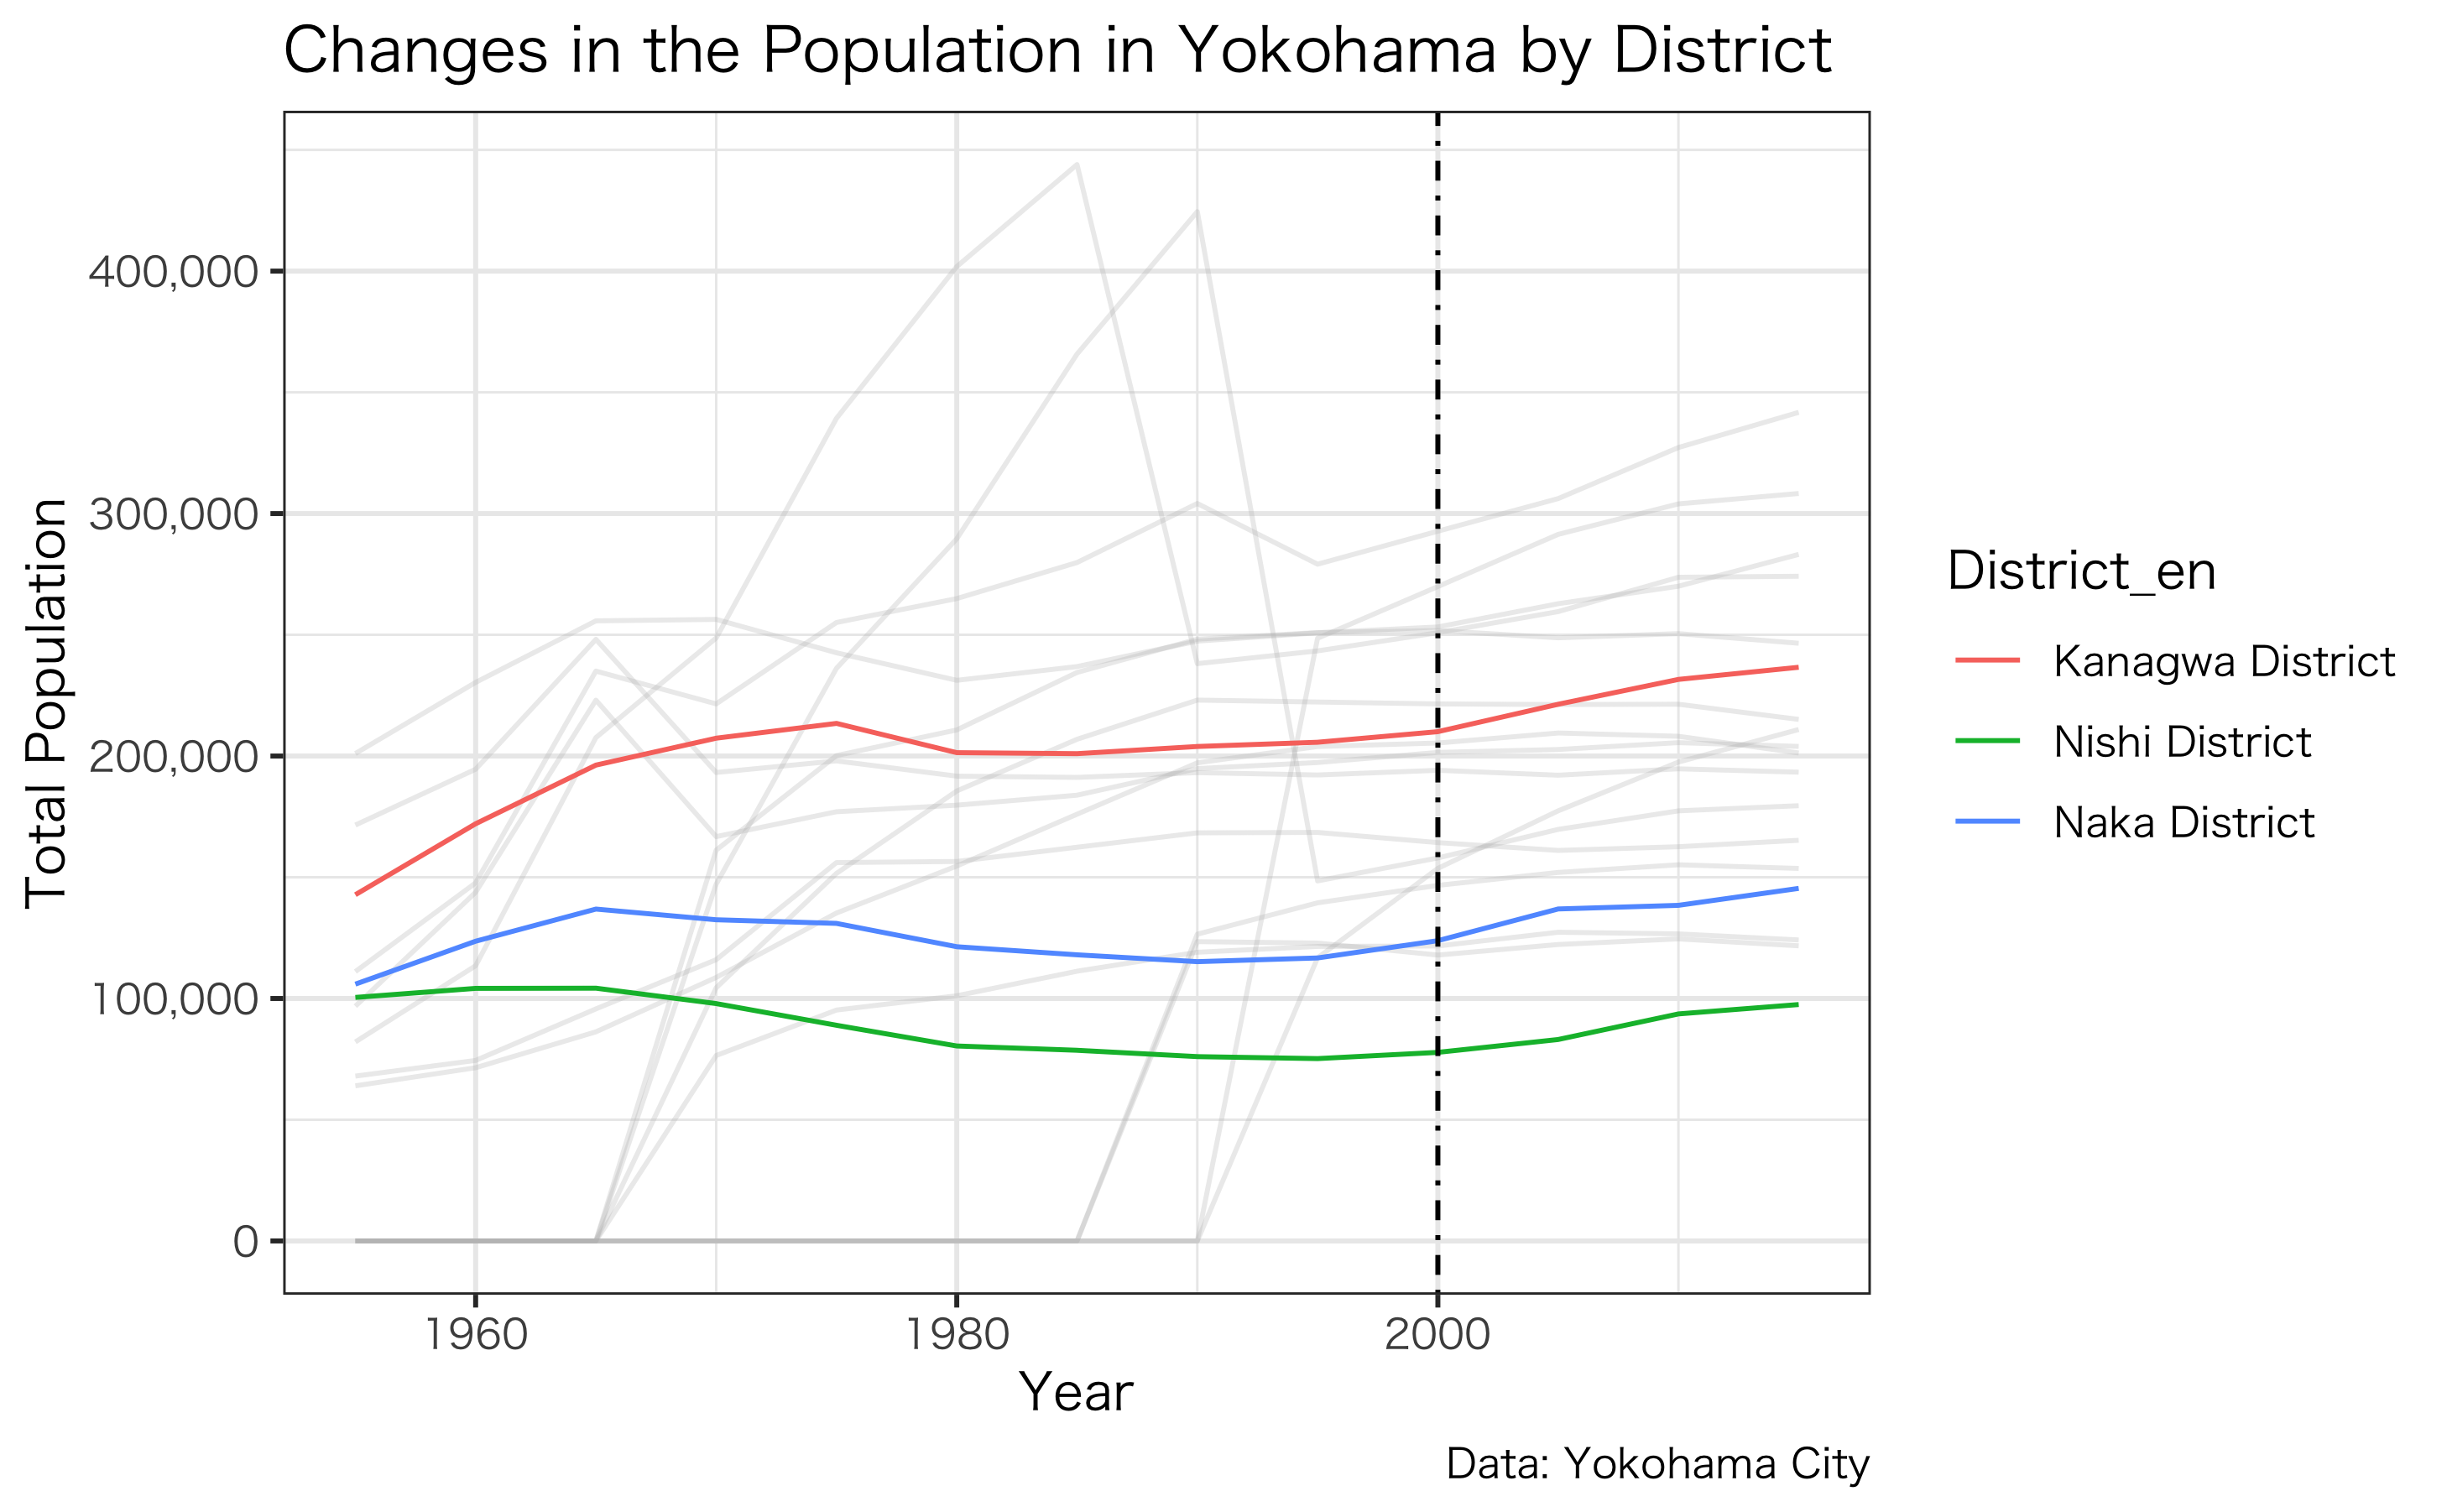 Changes in the Population in Yokohama by District
Total Population
400,000
300,000
200,000
100,000
0
1960
1980
2000
Year
District_en
Kanagwa District
Nishi District
Naka District
Data: Yokohama City